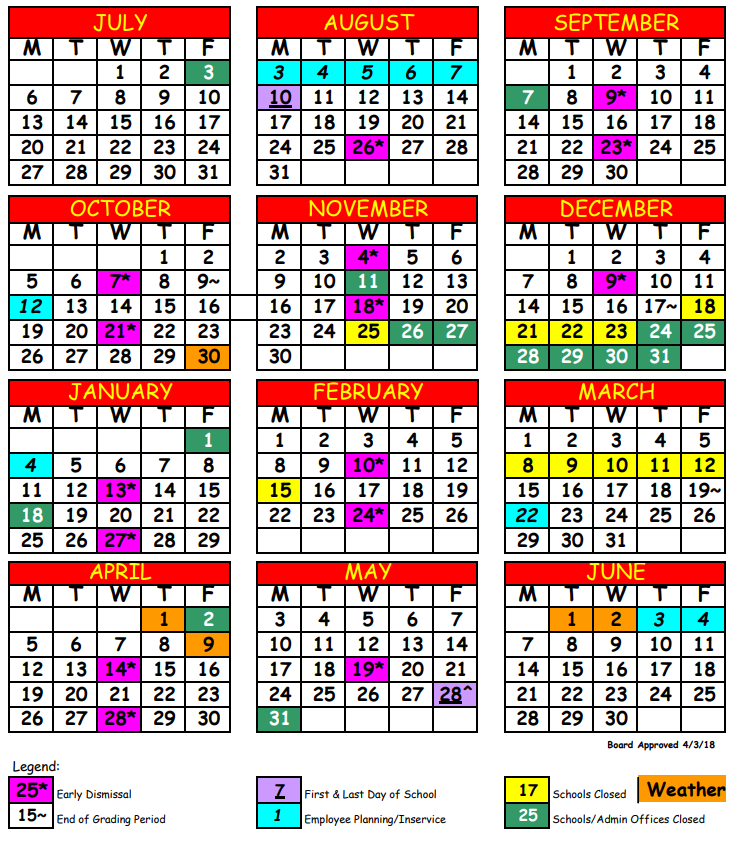 JULY AUGUST SEPTEMBER
M T W T F M T W T F M T W T F
1 2 3 3 4 5 6 7 1 2 3 4
6 7 8 9 10 10 11 12 13 14 7 8 9* 10 11
13 14 15 16 17 17 18 19 20 21 14 15 16 17 18
20 21 22 23 24 24 25 26* 27 28 21 22 23* 24 25
27 28 29 30 31 31 28 29 30
OCTOBER NOVEMBER DECEMBER
M T W T F M T W T F M T W T F
1 2 2 3 4* 5 6 1 2 3 4
5 6 7* 8 9~ 9 10 11 12 13 7 8 9* 10 11
12 13 14 15 16 16 17 18* 19 20 14 15 16 17~ 18
19 20 21* 22 23 23 24 25 26 27 21 22 23 24 25
26 27 28 29 30 30 28 29 30 31
JANUARY FEBRUARY MARCH
M T W T F M T W T F M T W T F
1 1 2 3 4 5 1 2 3 4 5
4 5 6 7 8 8 9 10* 11 12 8 9 10 11 12
11 12 13* 14 15 15 16 17 18 19 15 16 17 18 19~
18 19 20 21 22 22 23 24* 25 26 22 23 24 25 26
25 26 27* 28 29 29 30 31
APRIL MAY JUNE
M T W T F M T W T F M T W T F
1 2 3 4 5 6 7 1 2 3 4
5 6 7 8 9 10 11 12 13 14 7 8 9 10 11
12 13 14* 15 16 17 18 19* 20 21 14 15 16 17 18
19 20 21 22 23 24 25 26 27 28^ 21 22 23 24 25
26 27 28* 29 30 31 28 29 30
Board Approved 4/3/18
Legend:
25* Early Dismissal 7 First & Last Day of School 17 Schools Closed Weather
15~ End of Grading Period 1 Employee Planning/Inservice 25 Schools/Admin Offices Closed